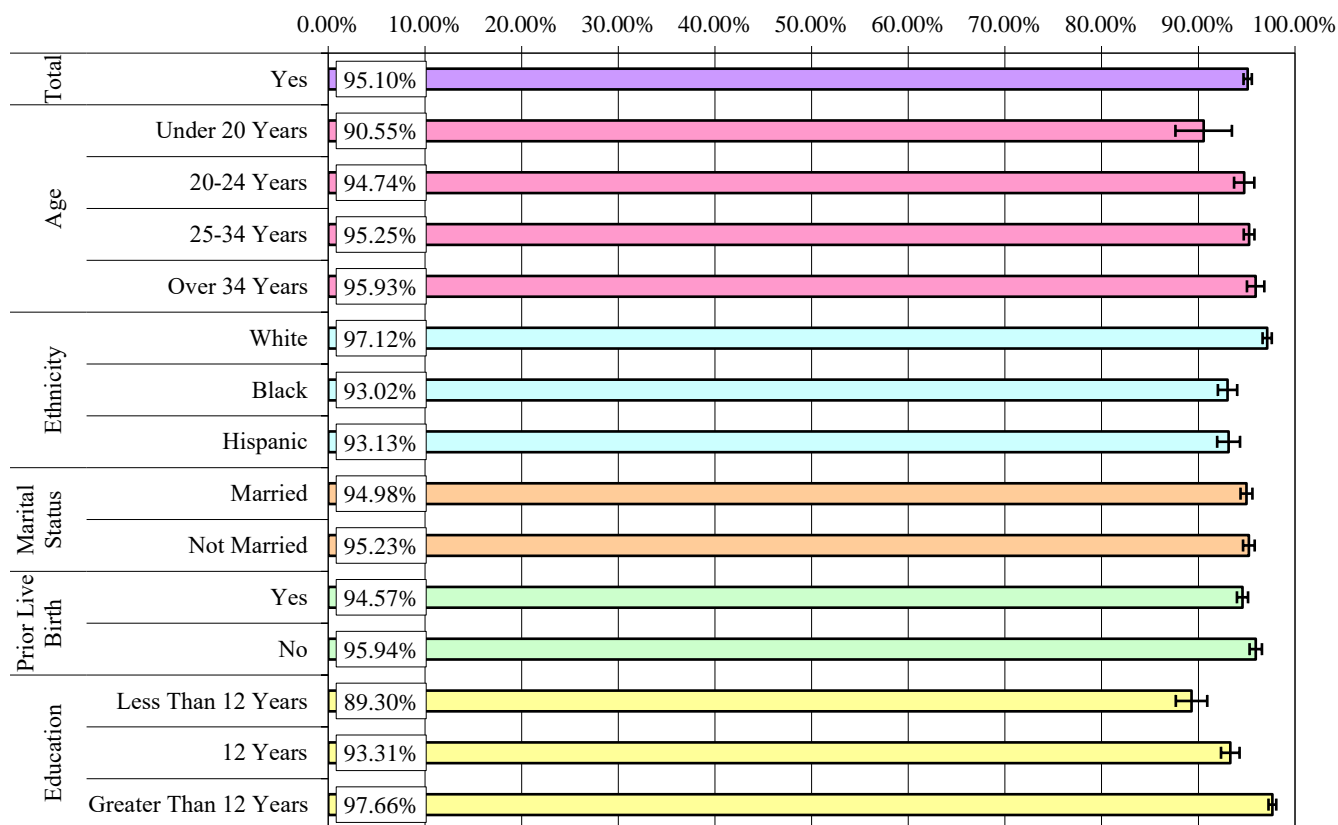 0.00% 10.00% 20.00% 30.00% 40.00% 50.00% 60.00% 70.00% 80.00% 90.00% 100.00%
Total
Yes 95.10%
Age
Under 20 Years 90.55%
20-24 Years 94.74%
25-34 Years 95.25%
Over 34 Years 95.93%
Ethnicity
White 97.12%
Black 93.02%
Hispanic 93.13%
Marital
Status
Married 94.98%
Not Married 95.23%
Prior Live
Birth
Yes 94.57%
No 95.94%
Education
Less Than 12 Years 89.30%
12 Years 93.31%
Greater Than 12 Years 97.66%